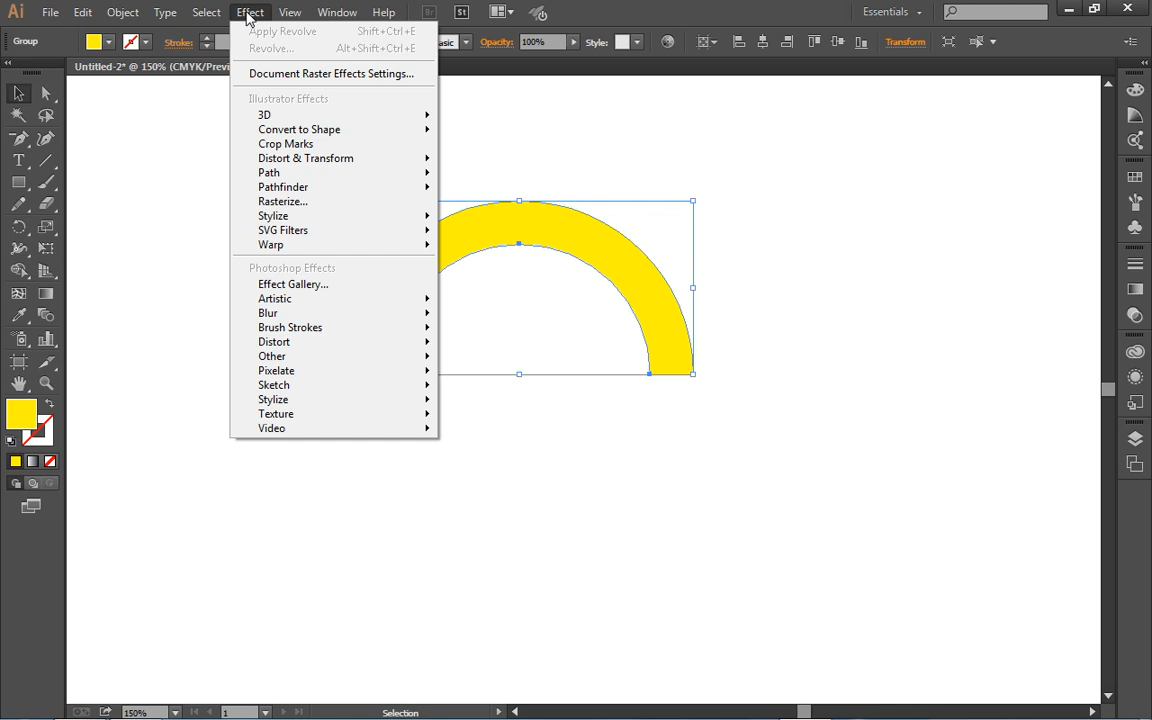 Ai File Edit Object Type Select Effect View Window Help Br St Essentials
Group Stroke: asic Opacity: 100% Style: Transform
Untitled-2* @ 150% (CMYK/Previ
Apply Revolve Shift+Ctrl+E
Revolve... Alt+Shift+Ctrl+E
Document Raster Effects Settings...
Illustrator Effects
3D
Convert to Shape
Crop Marks
Distort & Transform
Path
Pathfinder
Rasterize...
Stylize
SVG Filters
Warp
Photoshop Effects
Effect Gallery...
Artistic
Blur
Brush Strokes
Distort
Other
Pixelate
Sketch
Stylize
Texture
Video
150% 1 Selection